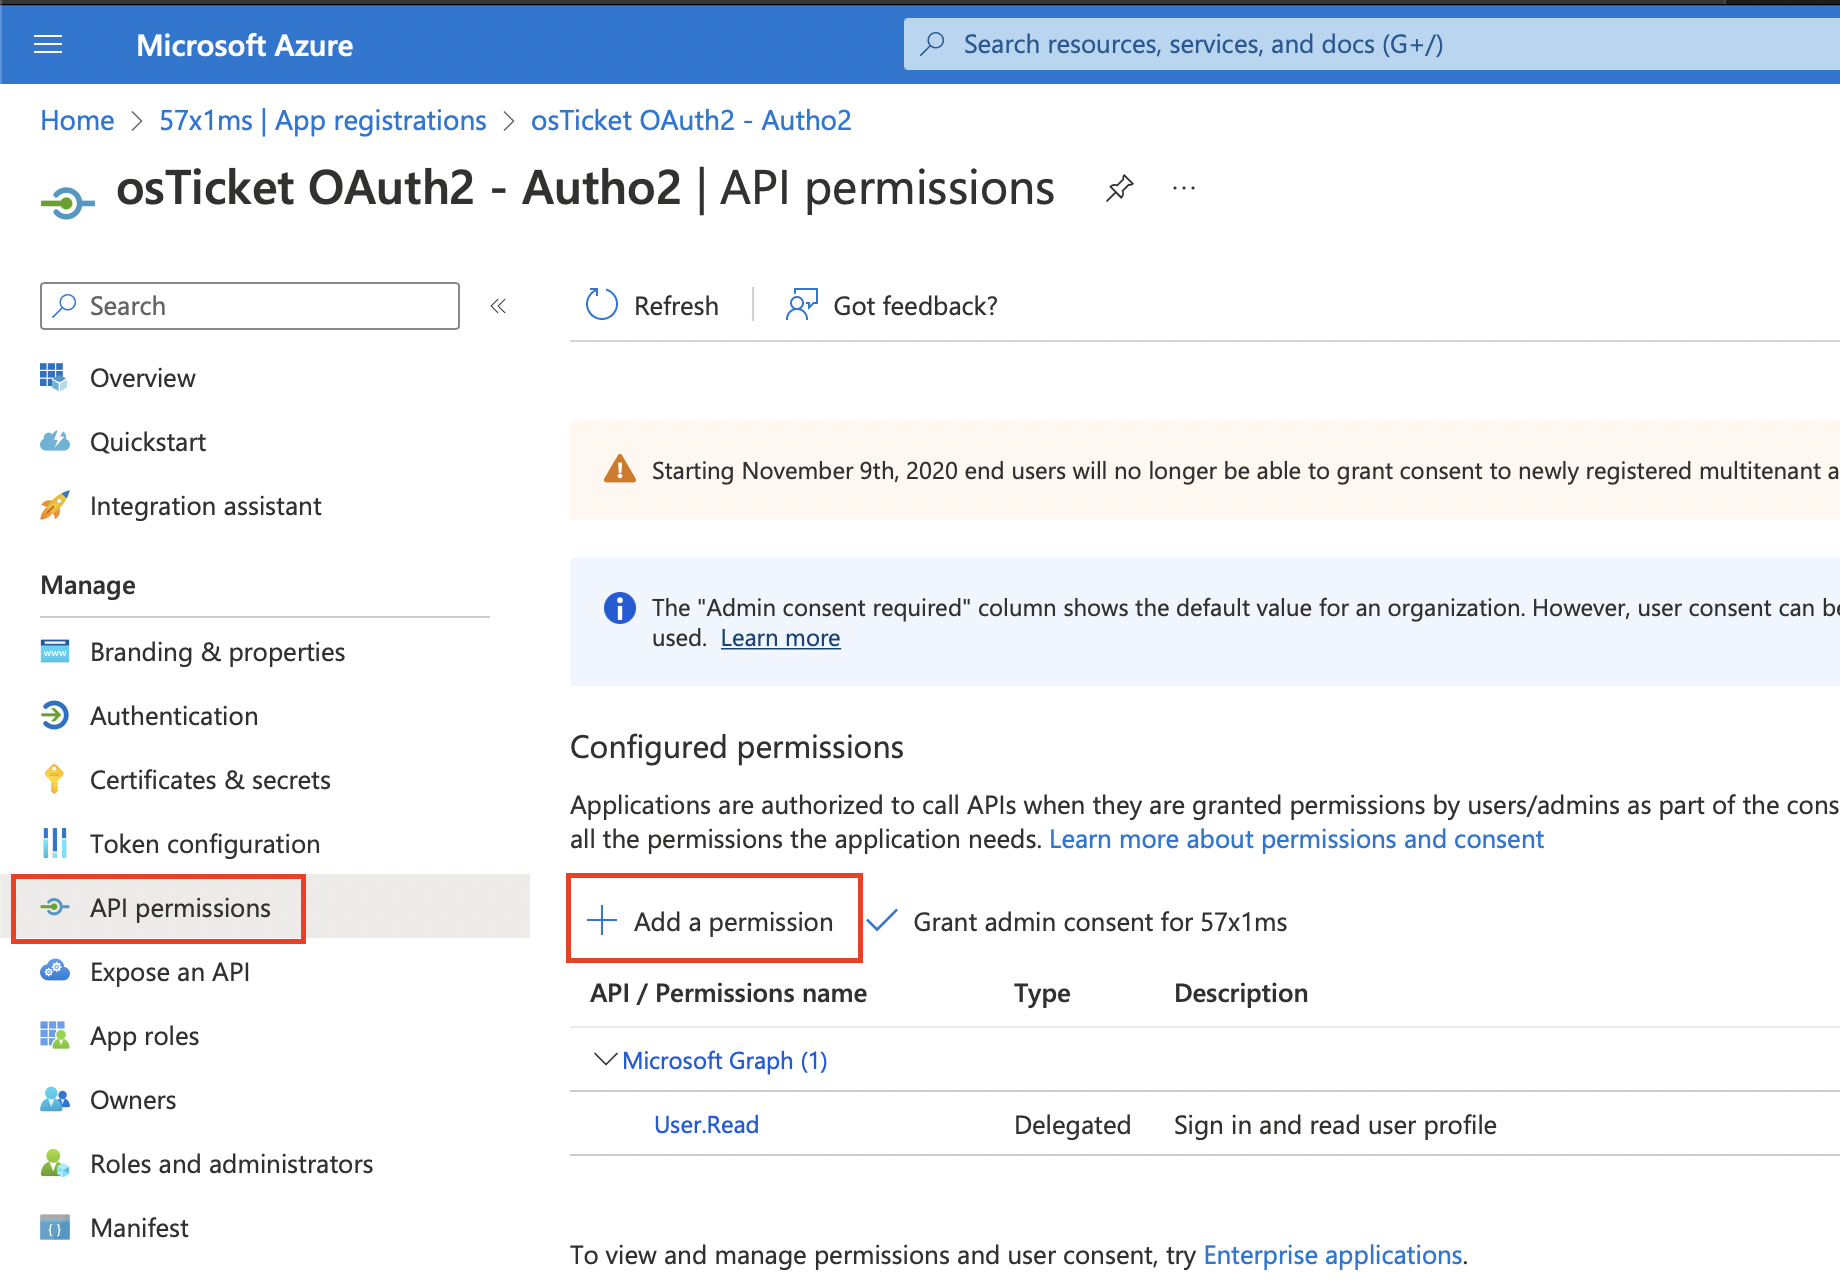 Microsoft Azure
Search resources, services, and docs (G+/)
Home > 57x1ms | App registrations > osTicket OAuth2 - Autho2
osTicket OAuth2 - Autho2 | API permissions
Search
«
Refresh
Got feedback?
Overview
Quickstart
Integration assistant
Manage
Branding & properties
Authentication
Certificates & secrets
Token configuration
API permissions
Expose an API
App roles
Owners
Roles and administrators
Manifest
Starting November 9th, 2020 end users will no longer be able to grant consent to newly registered multitenant a
The "Admin consent required" column shows the default value for an organization. However, user consent can be
used. Learn more
Configured permissions
Applications are authorized to call APIs when they are granted permissions by users/admins as part of the cons
all the permissions the application needs. Learn more about permissions and consent
Add a permission
Grant admin consent for 57x1ms
API / Permissions name Type Description
Microsoft Graph (1)
User.Read Delegated Sign in and read user profile
To view and manage permissions and user consent, try Enterprise applications.